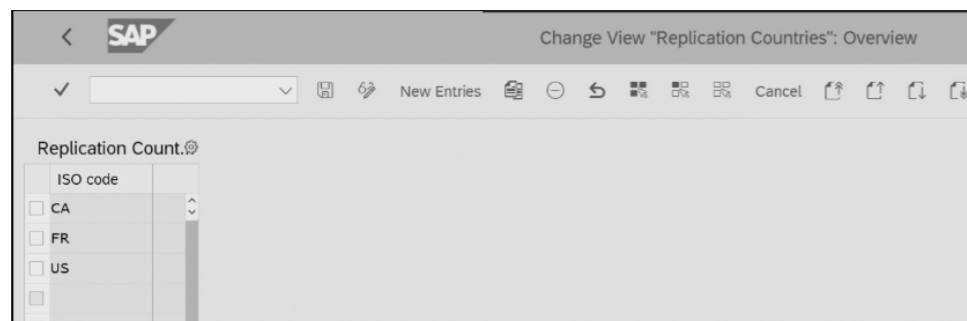 SAP
Change View "Replication Countries": Overview
New Entries
Cancel
Replication Count.
ISO code
CA
FR
US